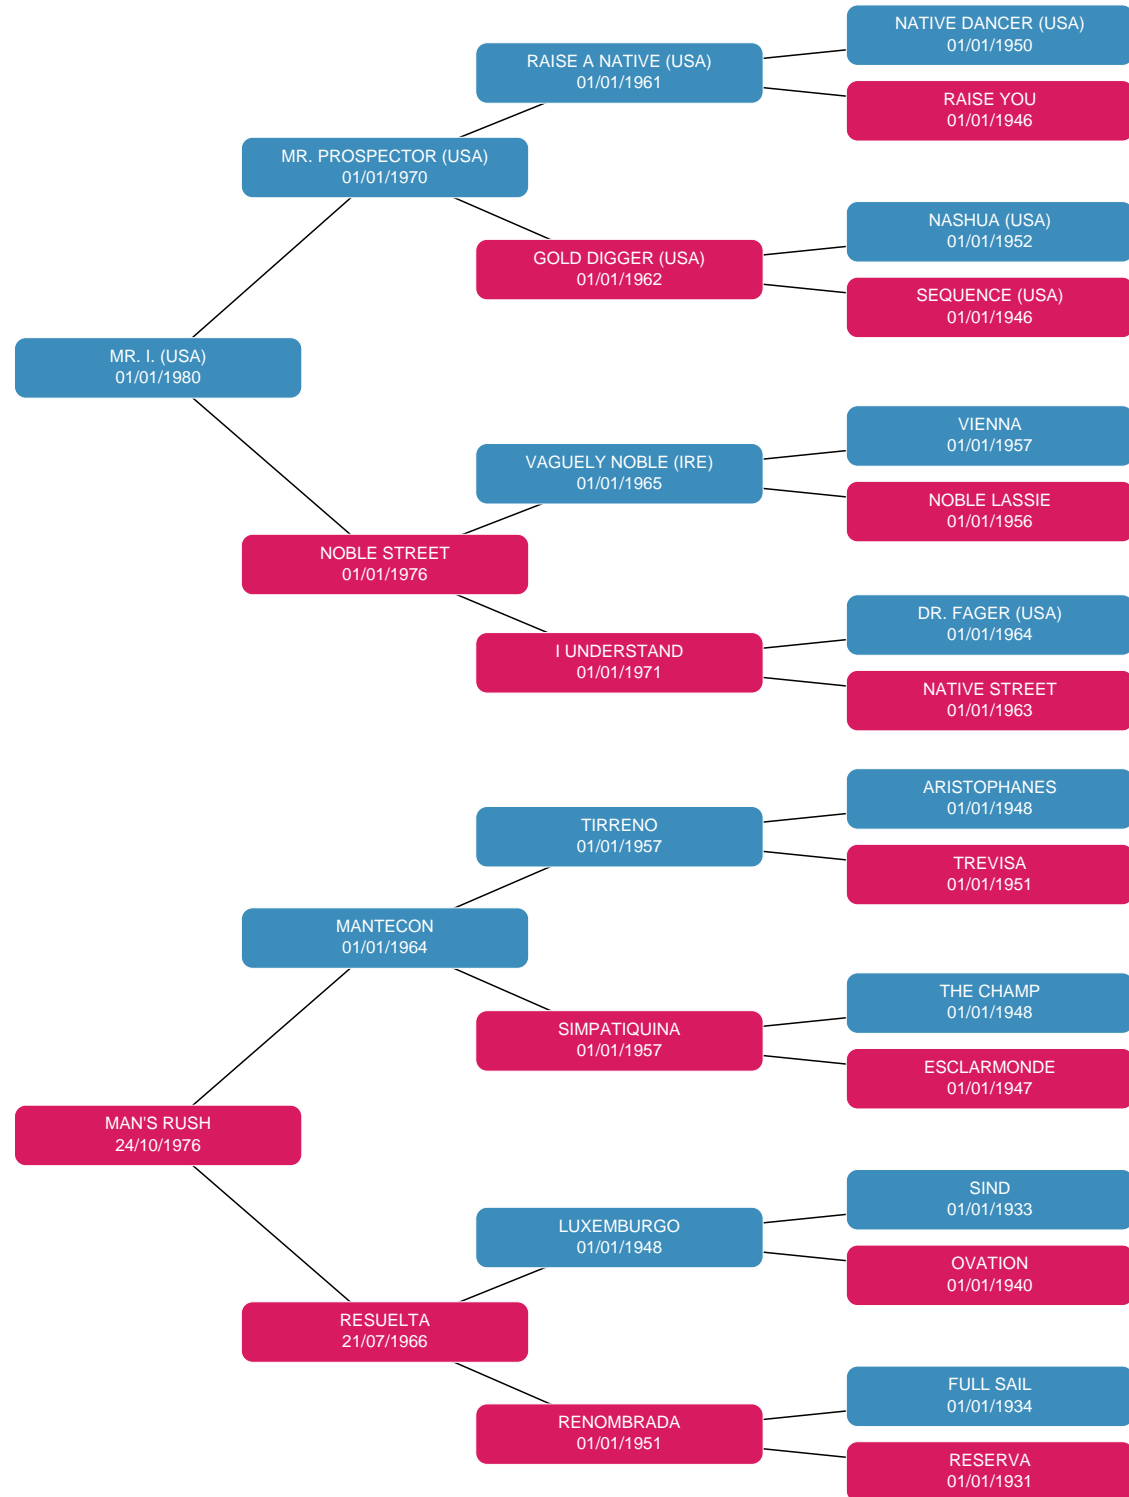 NATIVE DANCER (USA)
01/01/1950
RAISE A NATIVE (USA)
01/01/1961
RAISE YOU
01/01/1946
MR. PROSPECTOR (USA)
01/01/1970
NASHUA (USA)
01/01/1952
GOLD DIGGER (USA)
01/01/1962
SEQUENCE (USA)
01/01/1946
MR. I. (USA)
01/01/1980
VIENNA
01/01/1957
VAGUELY NOBLE (IRE)
01/01/1965
NOBLE LASSIE
01/01/1956
NOBLE STREET
01/01/1976
DR. FAGER (USA)
01/01/1964
I UNDERSTAND
01/01/1971
NATIVE STREET
01/01/1963
ARISTOPHANES
01/01/1948
TIRRENO
01/01/1957
TREVISA
01/01/1951
MANTECON
01/01/1964
THE CHAMP
01/01/1948
SIMPATIQUINA
01/01/1957
ESCLARMONDE
01/01/1947
MAN'S RUSH
24/10/1976
SIND
01/01/1933
LUXEMBURGO
01/01/1948
OVATION
01/01/1940
RESUELTA
21/07/1966
FULL SAIL
01/01/1934
RENOMBRADA
01/01/1951
RESERVA
01/01/1931